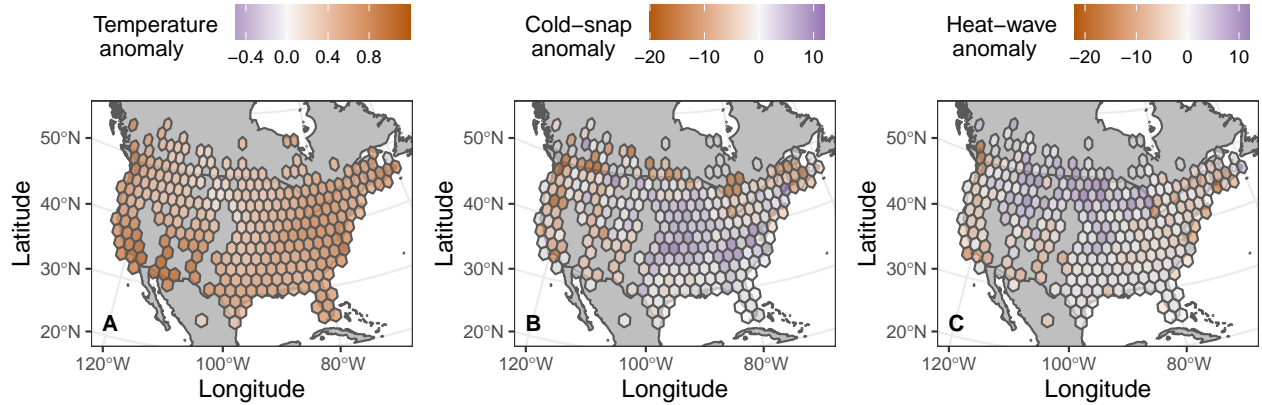 Temperature
anomaly
−0.4 0.0 0.4 0.8
Cold−snap
anomaly
−20 −10 0 10
Heat−wave
anomaly
−20 −10 0 10
Latitude
50°N
40°N
30°N
20°N
A
120°W 100°W 80°W
Longitude
Latitude
50°N
40°N
30°N
20°N
B
120°W 100°W 80°W
Longitude
Latitude
50°N
40°N
30°N
20°N
C
120°W 100°W 80°W
Longitude